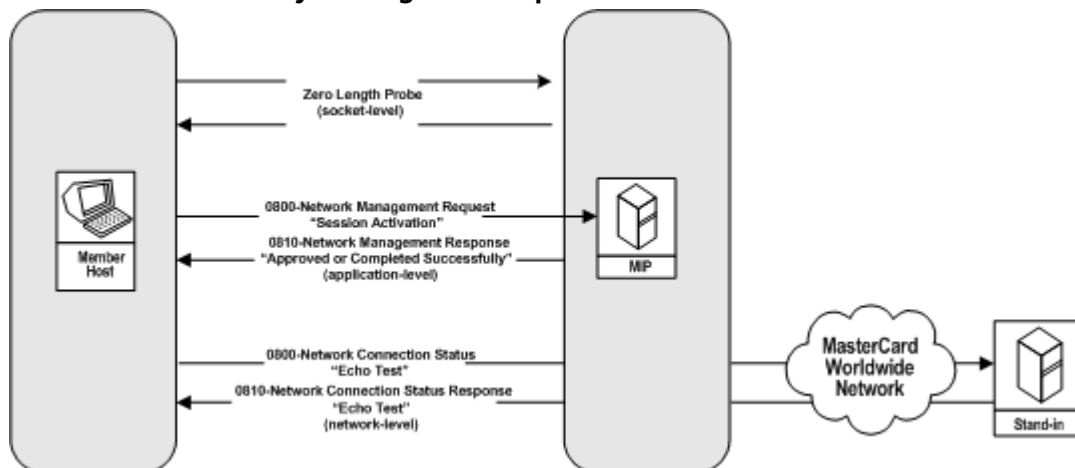 Zero Length Probe
(socket-level)
0800-Network Management Request
"Session Activation"
0810-Network Management Response
"Approved or Completed Successfully"
(application-level)
Member
Host
MIP
0800-Network Connection Status
"Echo Test"
0810-Network Connection Status Response
"Echo Test"
(network-level)
MasterCard
Worldwide
Network
Stand-in